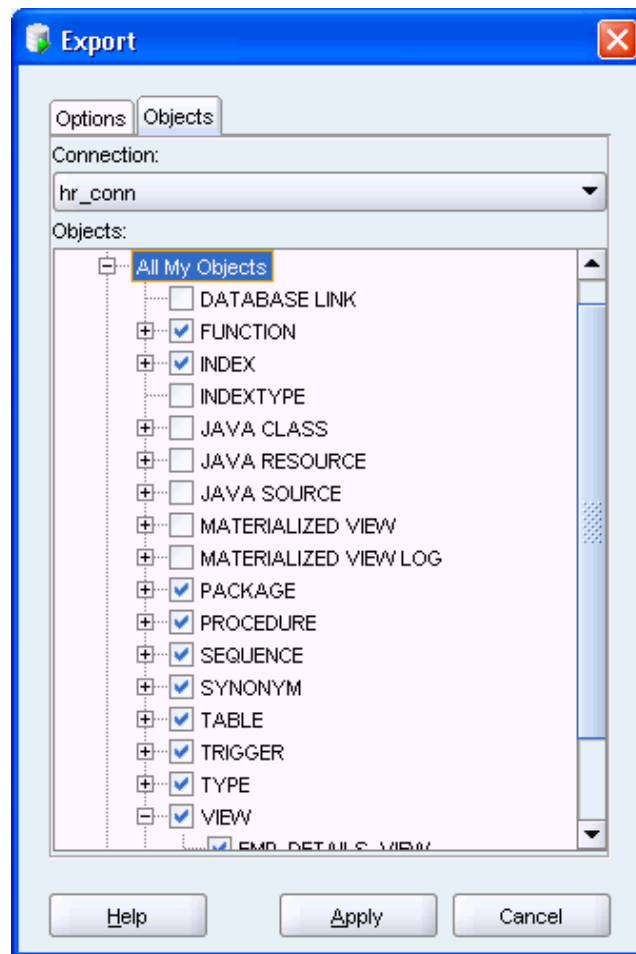 Export
Options Objects
Connection:
hr_conn
Objects:
All My Objects
DATABASE LINK
FUNCTION
INDEX
INDEXTYPE
JAVA CLASS
JAVA RESOURCE
JAVA SOURCE
MATERIALIZED VIEW
MATERIALIZED VIEW LOG
PACKAGE
PROCEDURE
SEQUENCE
SYNONYM
TABLE
TRIGGER
TYPE
VIEW
EMP_DETAILS_VIEW
Help Apply Cancel